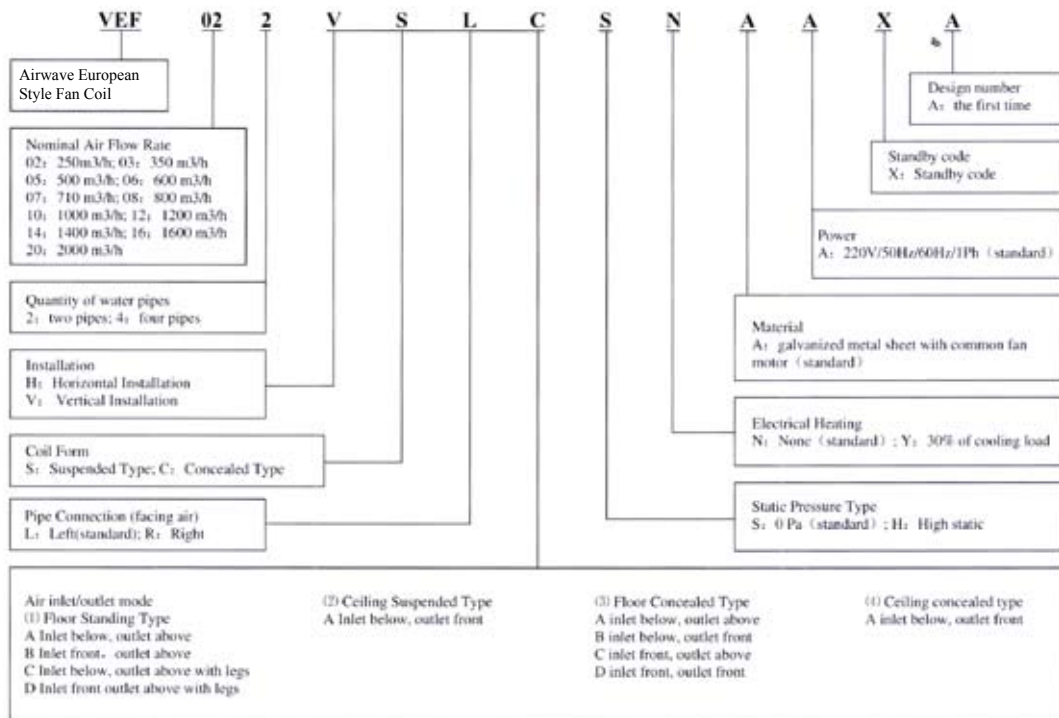 VEF 02 2 V S L C S N A A X A
Airwave European
Style Fan Coil
Nominal Air Flow Rate
02: 250m3/h; 03: 350 m3/h
05: 500 m3/h; 06: 600 m3/h
07: 710 m3/h; 08: 800 m3/h
10: 1000 m3/h; 12: 1200 m3/h
14: 1400 m3/h; 16: 1600 m3/h
20: 2000 m3/h
Quantity of water pipes
2: two pipes; 4: four pipes
Installation
H: Horizontal Installation
V: Vertical Installation
Coil Form
S: Suspended Type; C: Concealed Type
Pipe Connection (facing air)
L: Left(standard); R: Right
Design number
A: the first time
Standby code
X: Standby code
Power
A: 220V/50Hz/60Hz/1Ph (standard)
Material
A: galvanized metal sheet with common fan
motor (standard)
Electrical Heating
N: None (standard) ; Y: 30% of cooling load
Static Pressure Type
S: 0 Pa (standard) ; H: High static
Air inlet/outlet mode
(1) Floor Standing Type
A Inlet below, outlet above
B Inlet front, outlet above
C Inlet below, outlet above with legs
D Inlet front outlet above with legs
(2) Ceiling Suspended Type
A Inlet below, outlet front
(3) Floor Concealed Type
A inlet below, outlet above
B inlet below, outlet front
C inlet front, outlet above
D inlet front, outlet front
(4) Ceiling concealed type
A inlet below, outlet front